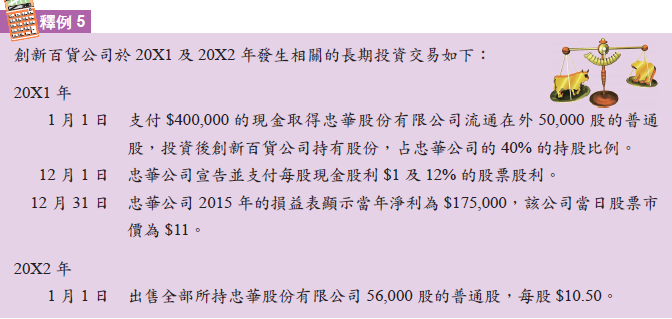 釋例 5
創新百貨公司於 20X1 及 20X2 年發生相關的長期投資交易如下：
20X1 年
1 月 1 日 支付 $400,000 的現金取得忠華股份有限公司流通在外 50,000 股的普通
股，投資後創新百貨公司持有股份，占忠華公司的 40% 的持股比例。
12 月 1 日 忠華公司宣告並支付每股現金股利 $1 及 12% 的股票股利。
12 月 31 日 忠華公司 2015 年的損益表顯示當年淨利為 $175,000，該公司當日股票市
價為 $11。
20X2 年
1 月 1 日 出售全部所持忠華股份有限公司 56,000 股的普通股，每股 $10.50。